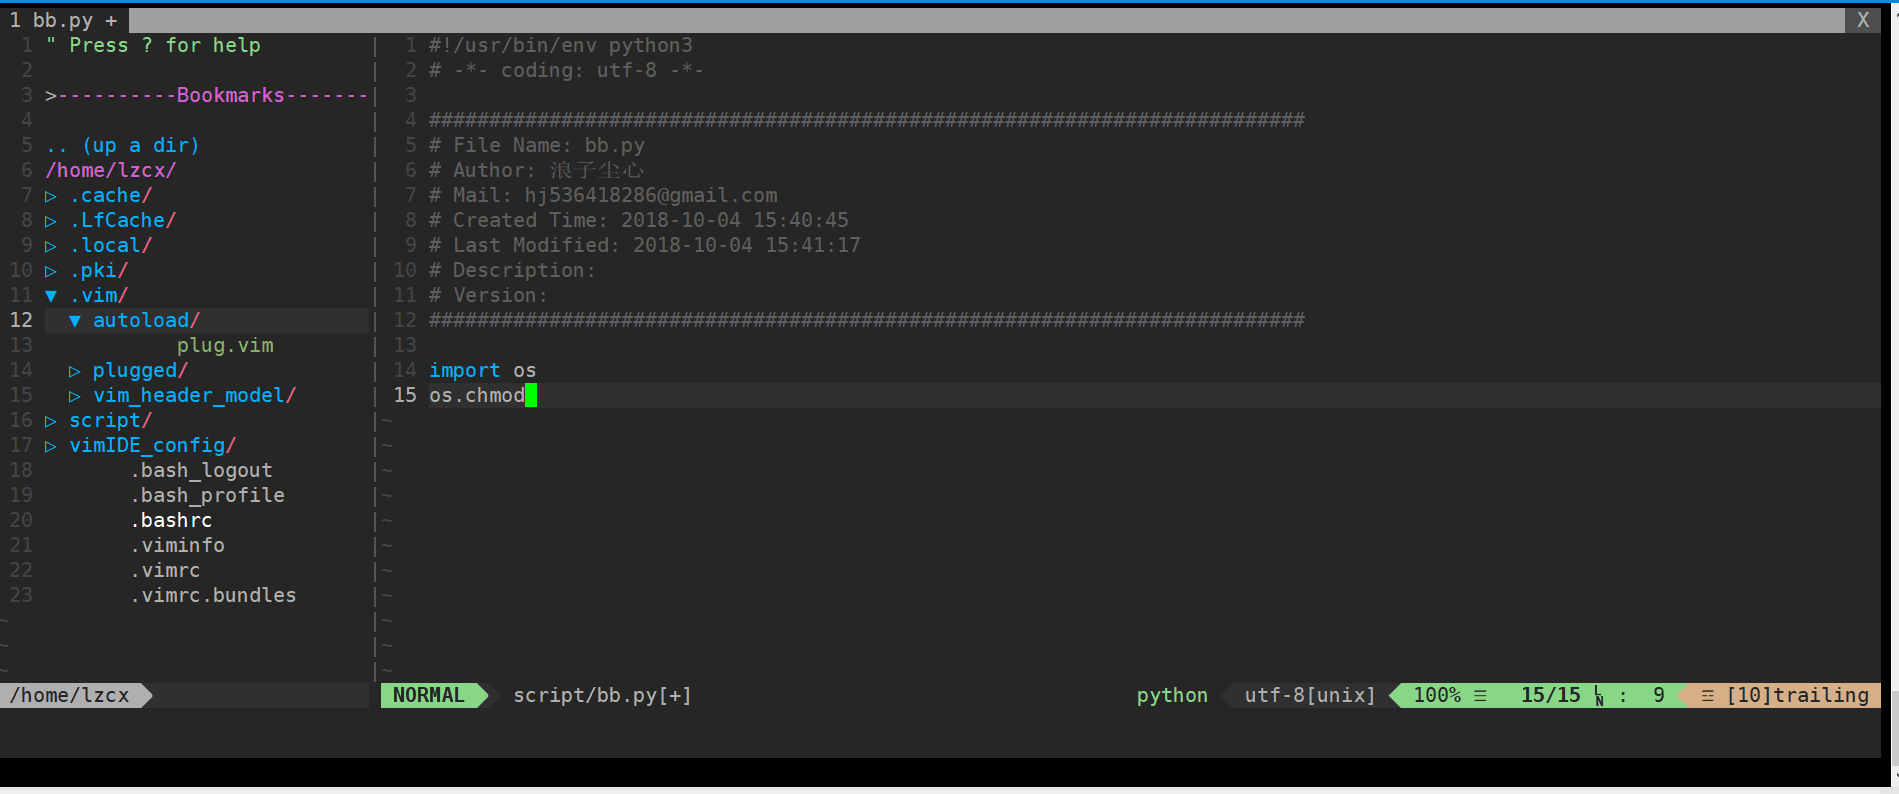 1 bb.py + X
1 " Press ? for help
2
3 >----------Bookmarks-------
4
5 .. (up a dir)
6 /home/lzcx/
7 ▷ .cache/
8 ▷ .LfCache/
9 ▷ .local/
10 ▷ .pki/
11 ▼ .vim/
12 ▼ autoload/
13 plug.vim
14 ▷ plugged/
15 ▷ vim_header_model/
16 ▷ script/
17 ▷ vimIDE_config/
18 .bash_logout
19 .bash_profile
20 .bashrc
21 .viminfo
22 .vimrc
23 .vimrc.bundles
~
~
~
/home/lzcx
1 #!/usr/bin/env python3
2 # -*- coding: utf-8 -*-
3
4 #########################################################################
5 # File Name: bb.py
6 # Author: 浪子尘心
7 # Mail: hj536418286@gmail.com
8 # Created Time: 2018-10-04 15:40:45
9 # Last Modified: 2018-10-04 15:41:17
10 # Description:
11 # Version:
12 #########################################################################
13
14 import os
15 os.chmod
~
~
~
~
~
~
~
~
~
~
~
NORMAL script/bb.py[+] python utf-8[unix] 100% ☰ 15/15 ␤ : 9 ☲ [10]trailing